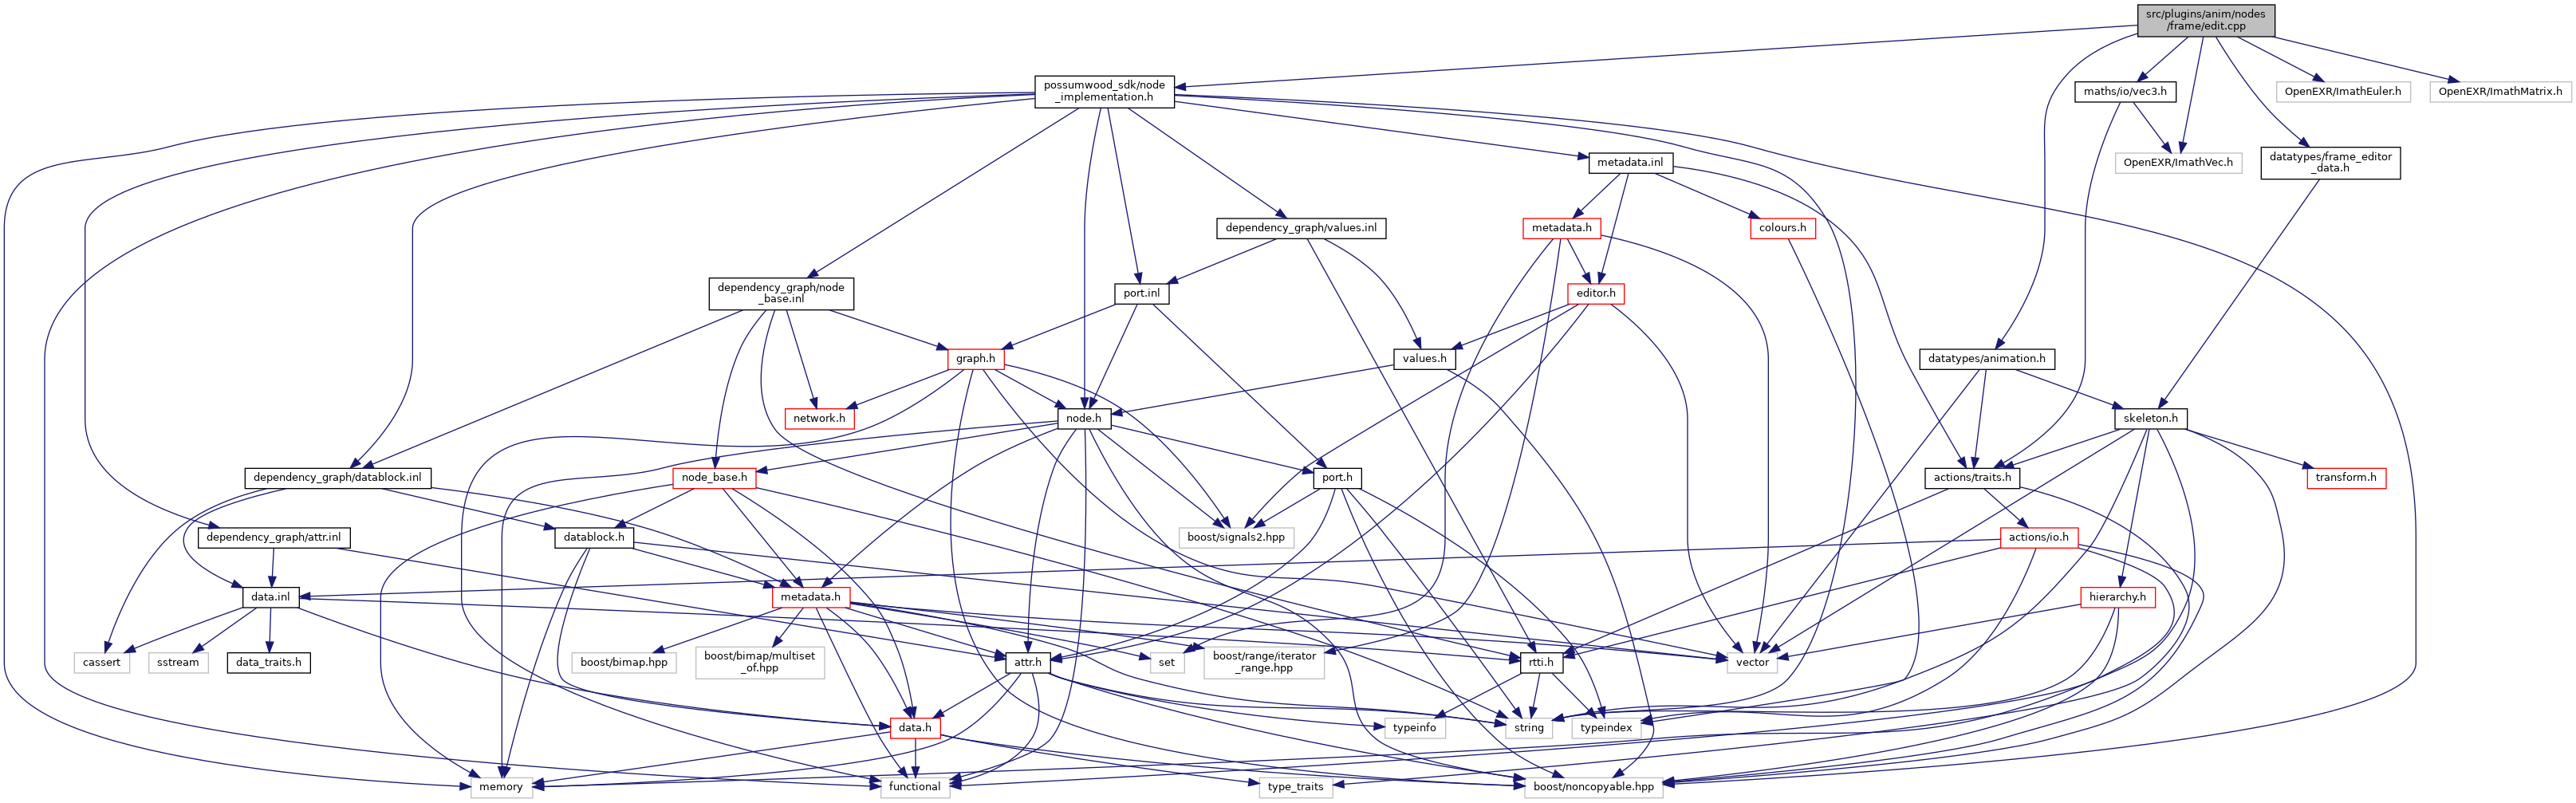 src/plugins/anim/nodes
/frame/edit.cpp
possumwood_sdk/node
_implementation.h
maths/io/vec3.h
OpenEXR/ImathEuler.h
OpenEXR/ImathMatrix.h
metadata.inl
OpenEXR/ImathVec.h
datatypes/frame_editor
_data.h
dependency_graph/values.inl
metadata.h
colours.h
dependency_graph/node
_base.inl
port.inl
editor.h
graph.h
values.h
datatypes/animation.h
network.h
node.h
skeleton.h
dependency_graph/datablock.inl
node_base.h
port.h
actions/traits.h
transform.h
dependency_graph/attr.inl
datablock.h
boost/signals2.hpp
actions/io.h
data.inl
metadata.h
hierarchy.h
cassert
sstream
data_traits.h
boost/bimap.hpp
boost/bimap/multiset
_of.hpp
attr.h
set
boost/range/iterator
_range.hpp
rtti.h
vector
data.h
typeinfo
string
typeindex
memory
functional
type_traits
boost/noncopyable.hpp